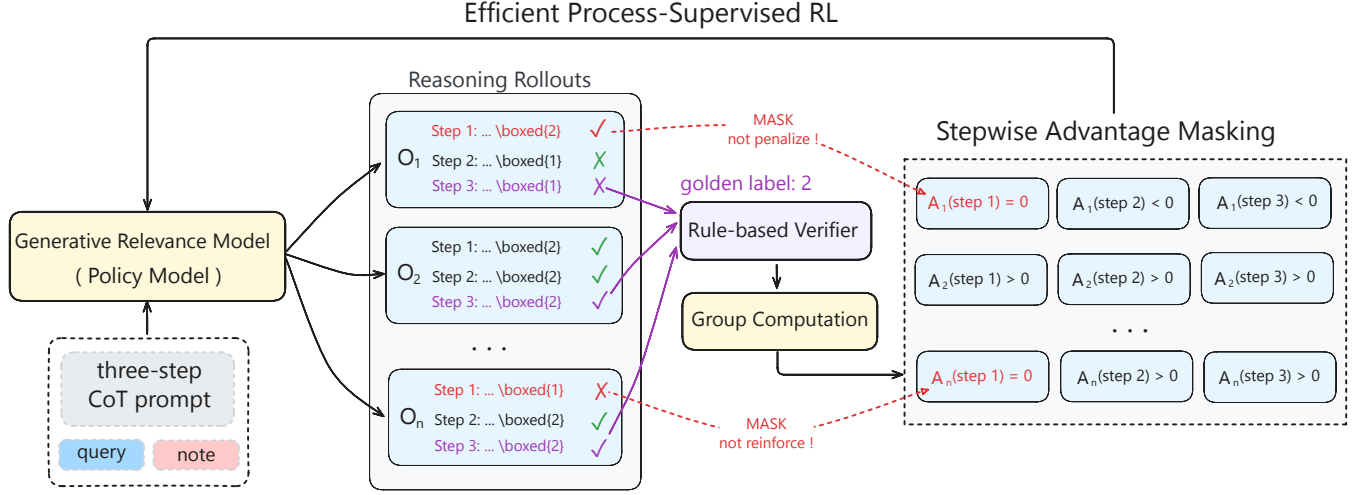 Efficient Process-Supervised RL
Reasoning Rollouts
O1
Step 1: ... \boxed{2} ✓
Step 2: ... \boxed{1} ✗
Step 3: ... \boxed{1} ✗
MASK
not penalize !
Stepwise Advantage Masking
golden label: 2
A1(step 1) = 0
A1(step 2) < 0
A1(step 3) < 0
Generative Relevance Model
( Policy Model )
O2
Step 1: ... \boxed{2} ✓
Step 2: ... \boxed{2} ✓
Step 3: ... \boxed{2} ✓
Rule-based Verifier
A2(step 1) > 0
A2(step 2) > 0
A2(step 3) > 0
Group Computation
. . .
. . .
On
Step 1: ... \boxed{1} ✗
Step 2: ... \boxed{2} ✓
Step 3: ... \boxed{2} ✓
MASK
not reinforce !
An(step 1) = 0
An(step 2) > 0
An(step 3) > 0
three-step
CoT prompt
query
note